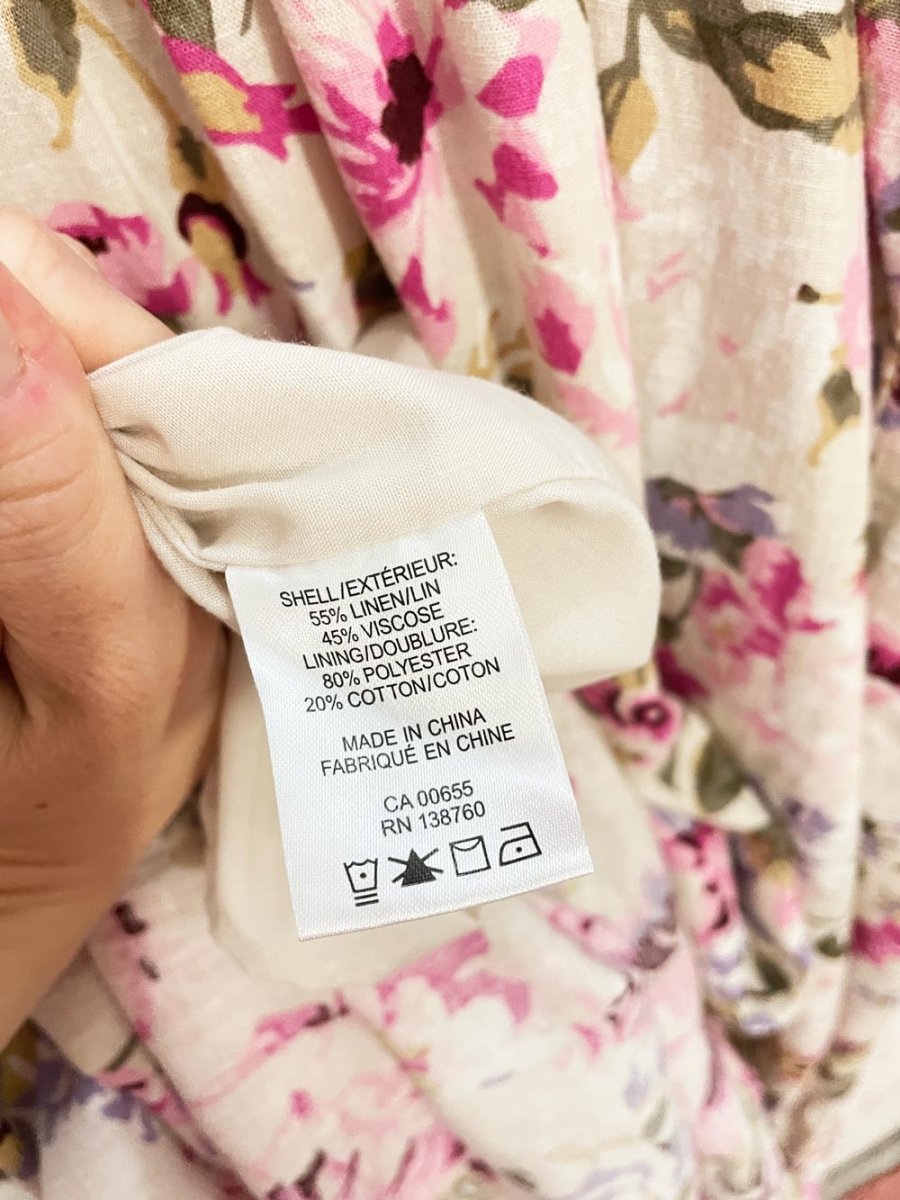 SHELL/EXTÉRIEUR:
55% LINEN/LIN
45% VISCOSE
LINING/DOUBLURE:
80% POLYESTER
20% COTTON/COTON
MADE IN CHINA
FABRIQUÉ EN CHINE
CA 00655
RN 138760